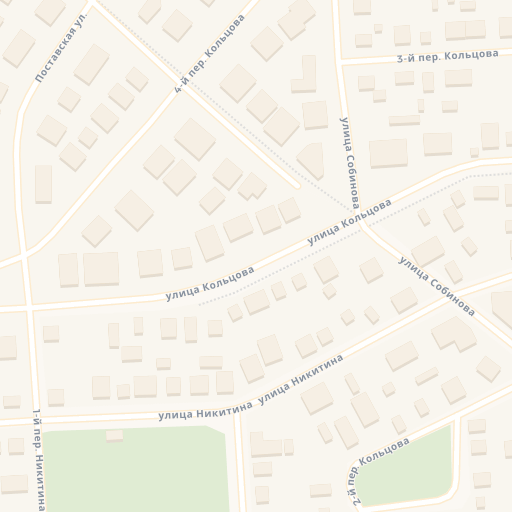 Поставская ул.
4-й пер. Кольцова
3-й пер. Кольцова
улица Собинова
улица Кольцова
улица Кольцова
улица Собинова
улица Никитина
улица Никитина
1-й пер. Никитина
2-й пер. Кольцова